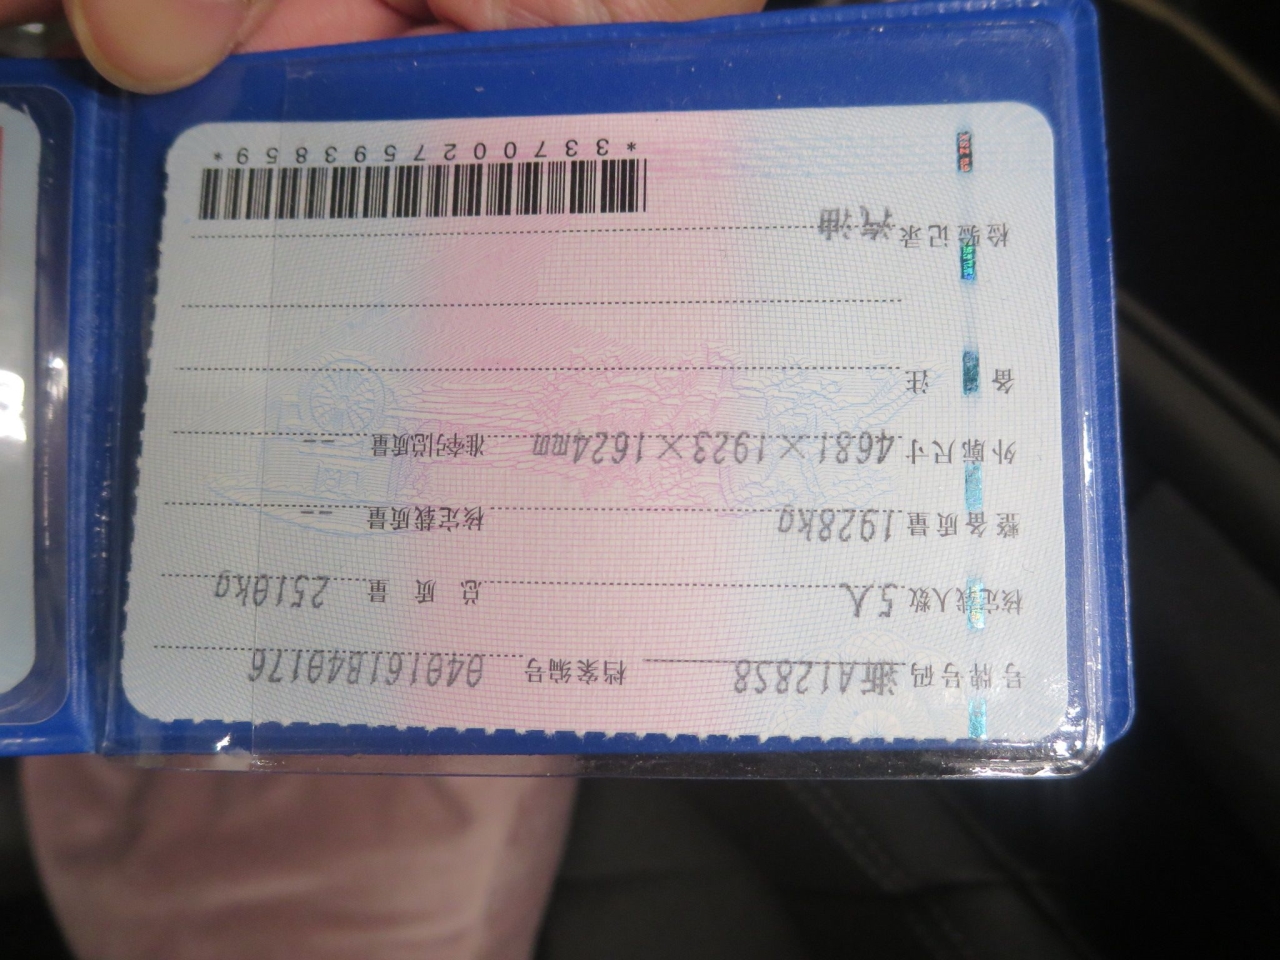 号牌号码 浙A128S8 档案编号 040161B40176
核定载人数 5人 总质量 2510kg
整备质量 1928kg 核定载质量 --
外廓尺寸 4681×1923×1624mm 准牵引总质量 --
备注
检验记录 汽油
*3370027593859*